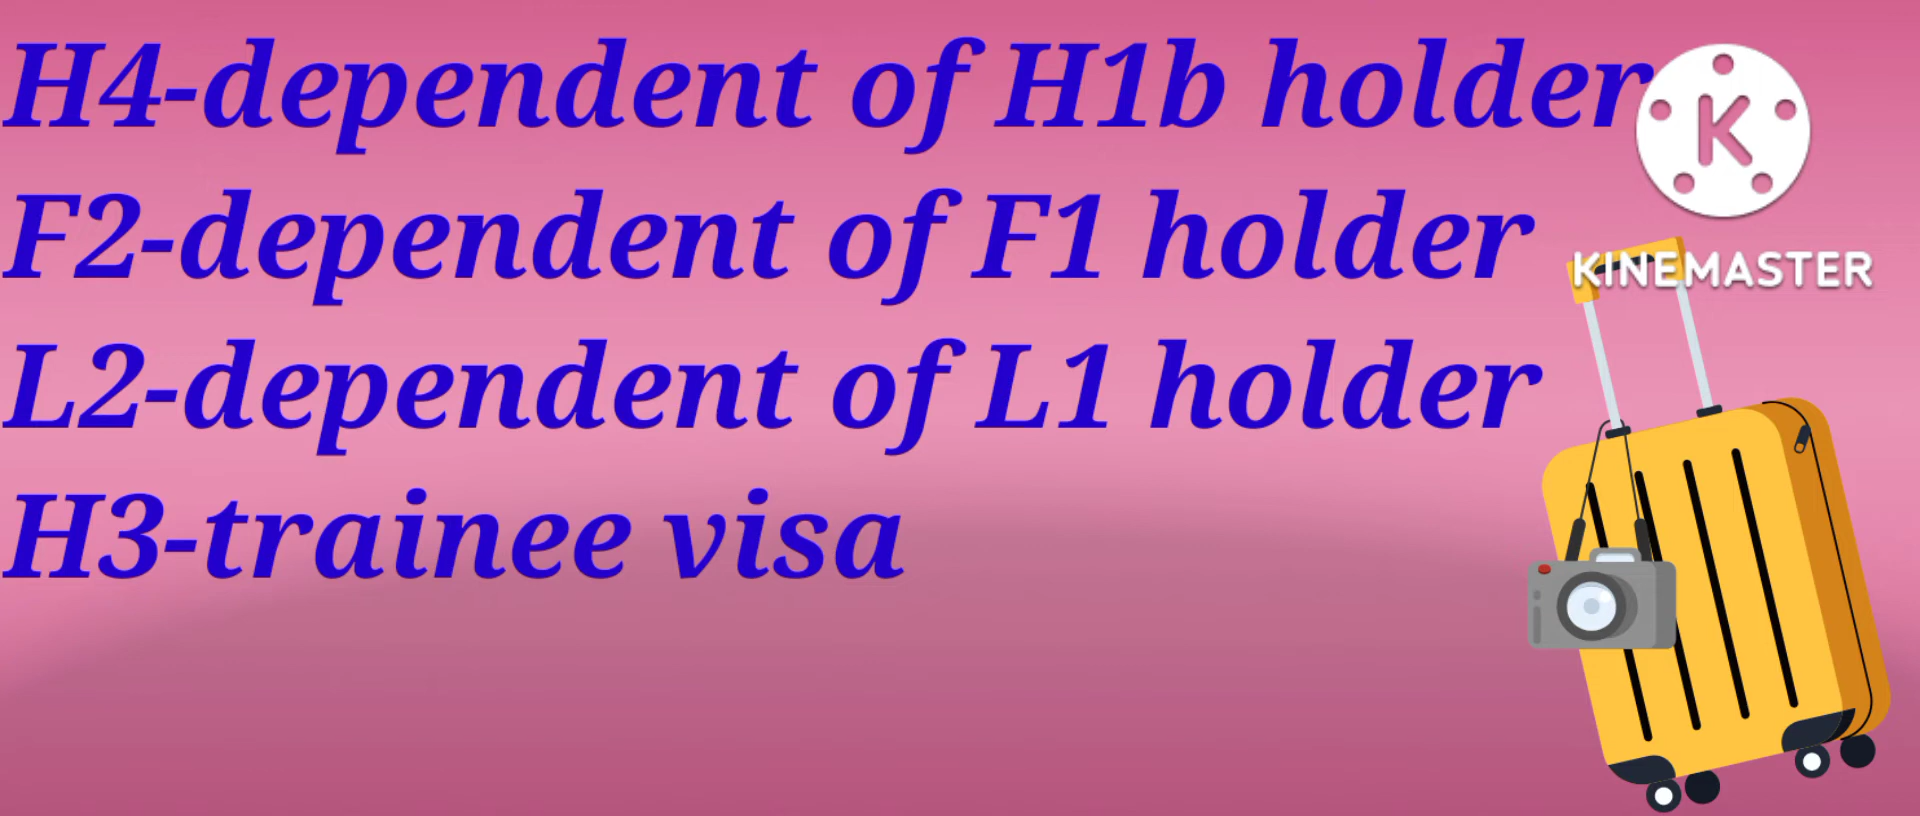 H4-dependent of H1b holder
F2-dependent of F1 holder
L2-dependent of L1 holder
H3-trainee visa
K
KINEMASTER